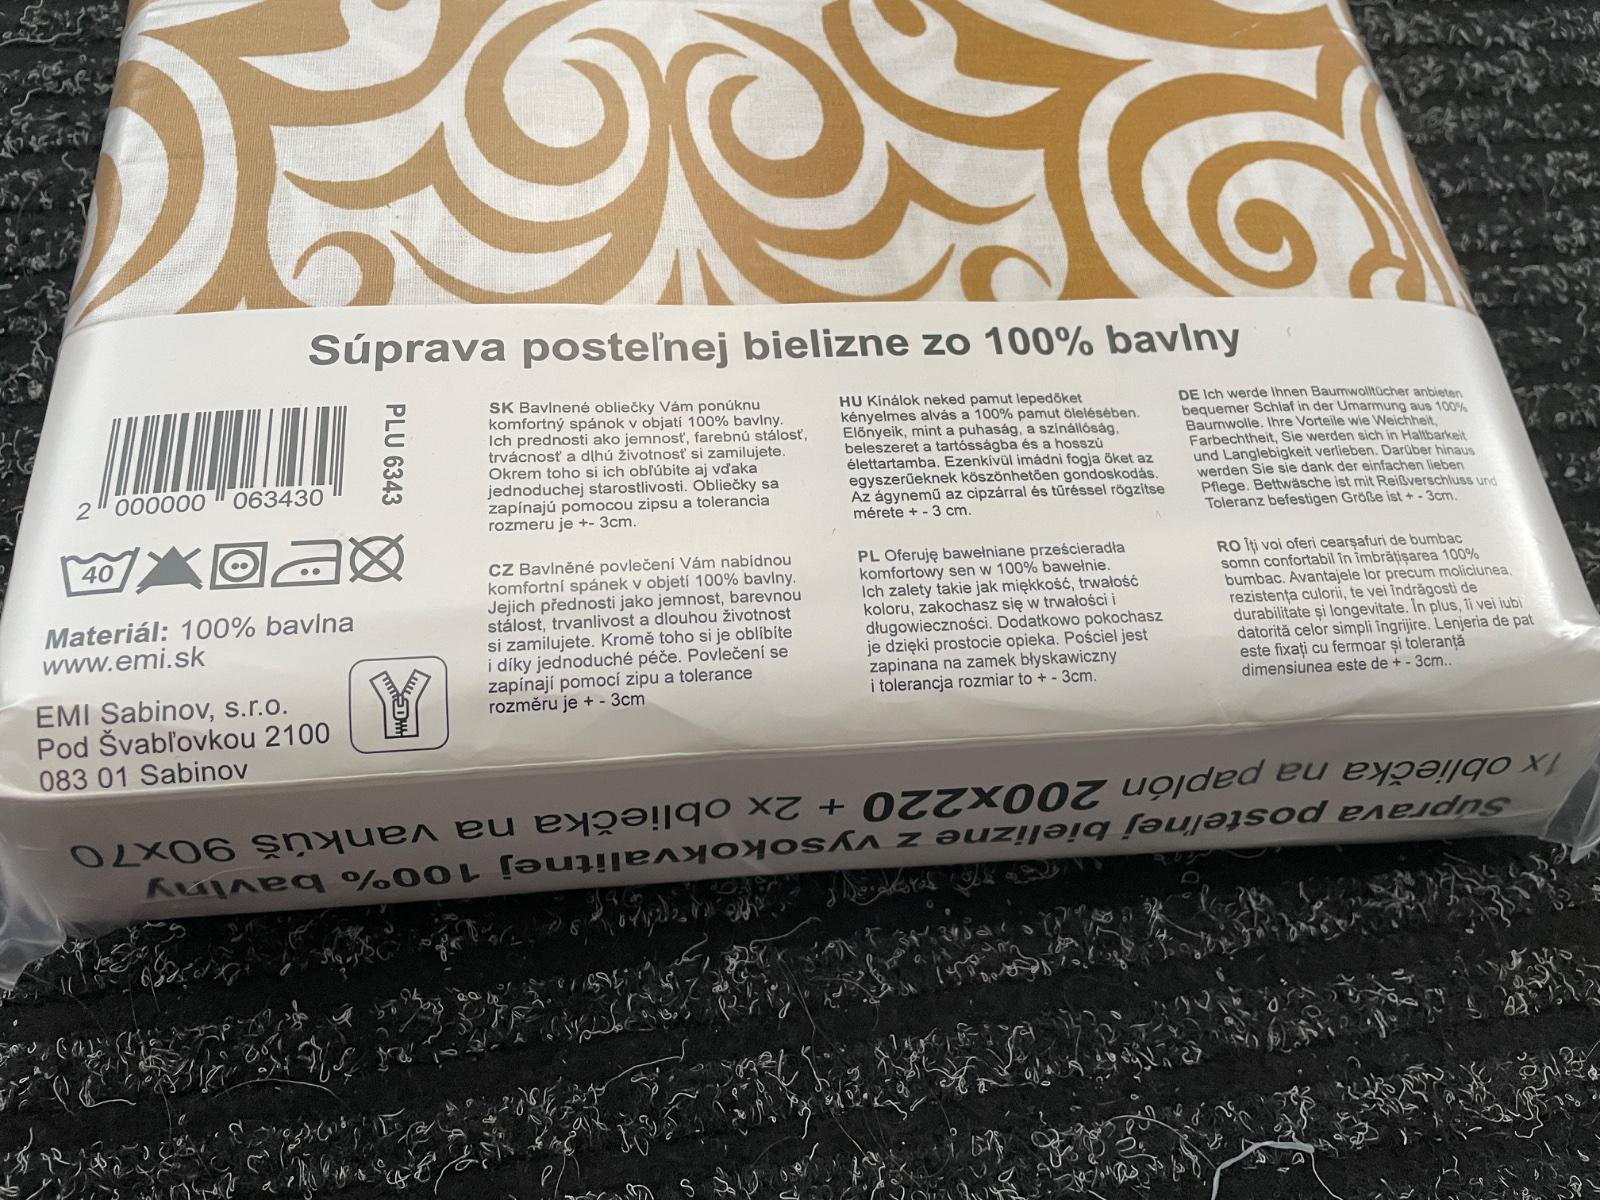 Súprava posteľnej bielizne zo 100% bavlny
2 000000 063430
PLU 6343
40
Materiál: 100% bavlna
www.emi.sk
EMI Sabinov, s.r.o.
Pod Švabľovkou 2100
083 01 Sabinov
SK Bavlnené obliečky Vám ponúknu
komfortný spánok v objatí 100% bavlny.
Ich prednosti ako jemnosť, farebnú stálosť,
trvácnosť a dlhú životnosť si zamilujete.
Okrem toho si ich obľúbite aj vďaka
jednoduchej starostlivosti. Obliečky sa
zapínajú pomocou zipsu a tolerancia
rozmeru je +- 3cm.
CZ Bavlněné povlečení Vám nabídnou
komfortní spánek v objetí 100% bavlny.
Jejich přednosti jako jemnost, barevnou
stálost, trvanlivost a dlouhou životnost
si zamilujete. Kromě toho si je oblíbíte
i díky jednoduché péče. Povlečení se
zapínají pomocí zipu a tolerance
rozměru je + - 3cm
HU Kínálok neked pamut lepedőket
kényelmes alvás a 100% pamut ölelésében.
Előnyeik, mint a puhaság, a színállóság,
beleszeret a tartósságba és a hosszú
élettartamba. Ezenkívül imádni fogja őket az
egyszerűeknek köszönhetően gondoskodás.
Az ágynemű az cipzárral és tűréssel rögzítse
mérete + - 3 cm.
PL Oferuję bawełniane prześcieradła
komfortowy sen w 100% bawełnie.
Ich zalety takie jak miękkość, trwałość
koloru, zakochasz się w trwałości i
długowieczności. Dodatkowo pokochasz
je dzięki prostocie opieka. Pościel jest
zapinana na zamek błyskawiczny
i tolerancja rozmiar to + - 3cm.
DE Ich werde Ihnen Baumwolltücher anbieten
bequemer Schlaf in der Umarmung aus 100%
Baumwolle. Ihre Vorteile wie Weichheit,
Farbechtheit, Sie werden sich in Haltbarkeit
und Langlebigkeit verlieben. Darüber hinaus
werden Sie sie dank der einfachen lieben
Pflege. Bettwäsche ist mit Reißverschluss und
Toleranz befestigen Größe ist + - 3cm.
RO Îți voi oferi cearșafuri de bumbac
somn confortabil în îmbrățișarea 100%
bumbac. Avantajele lor precum moliciunea,
rezistența culorii, te vei îndrăgosti de
durabilitate și longevitate. În plus, îi vei iubi
datorită celor simpli îngrijire. Lenjeria de pat
este fixați cu fermoar și toleranță
dimensiunea este de + - 3cm..
Súprava posteľnej bielizne z vysokokvalitnej 100% bavlny
1x obliečka na paplón 200x220 + 2x obliečka na vankúš 90x70